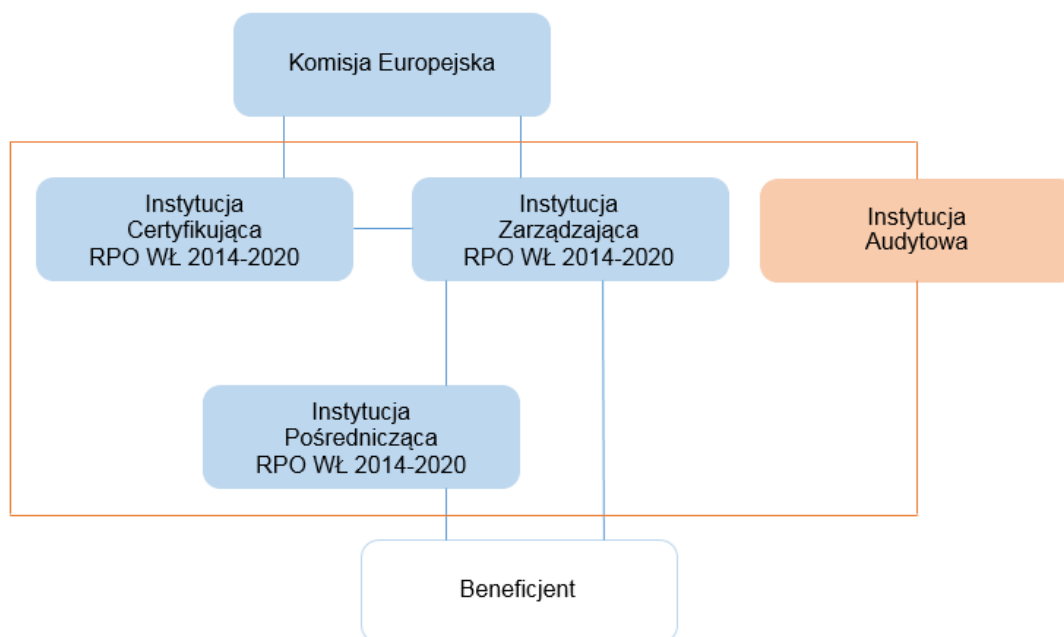 Komisja Europejska
Instytucja
Certyfikująca
RPO WŁ 2014-2020
Instytucja
Zarządzająca
RPO WŁ 2014-2020
Instytucja
Audytowa
Instytucja
Pośrednicząca
RPO WŁ 2014-2020
Beneficjent